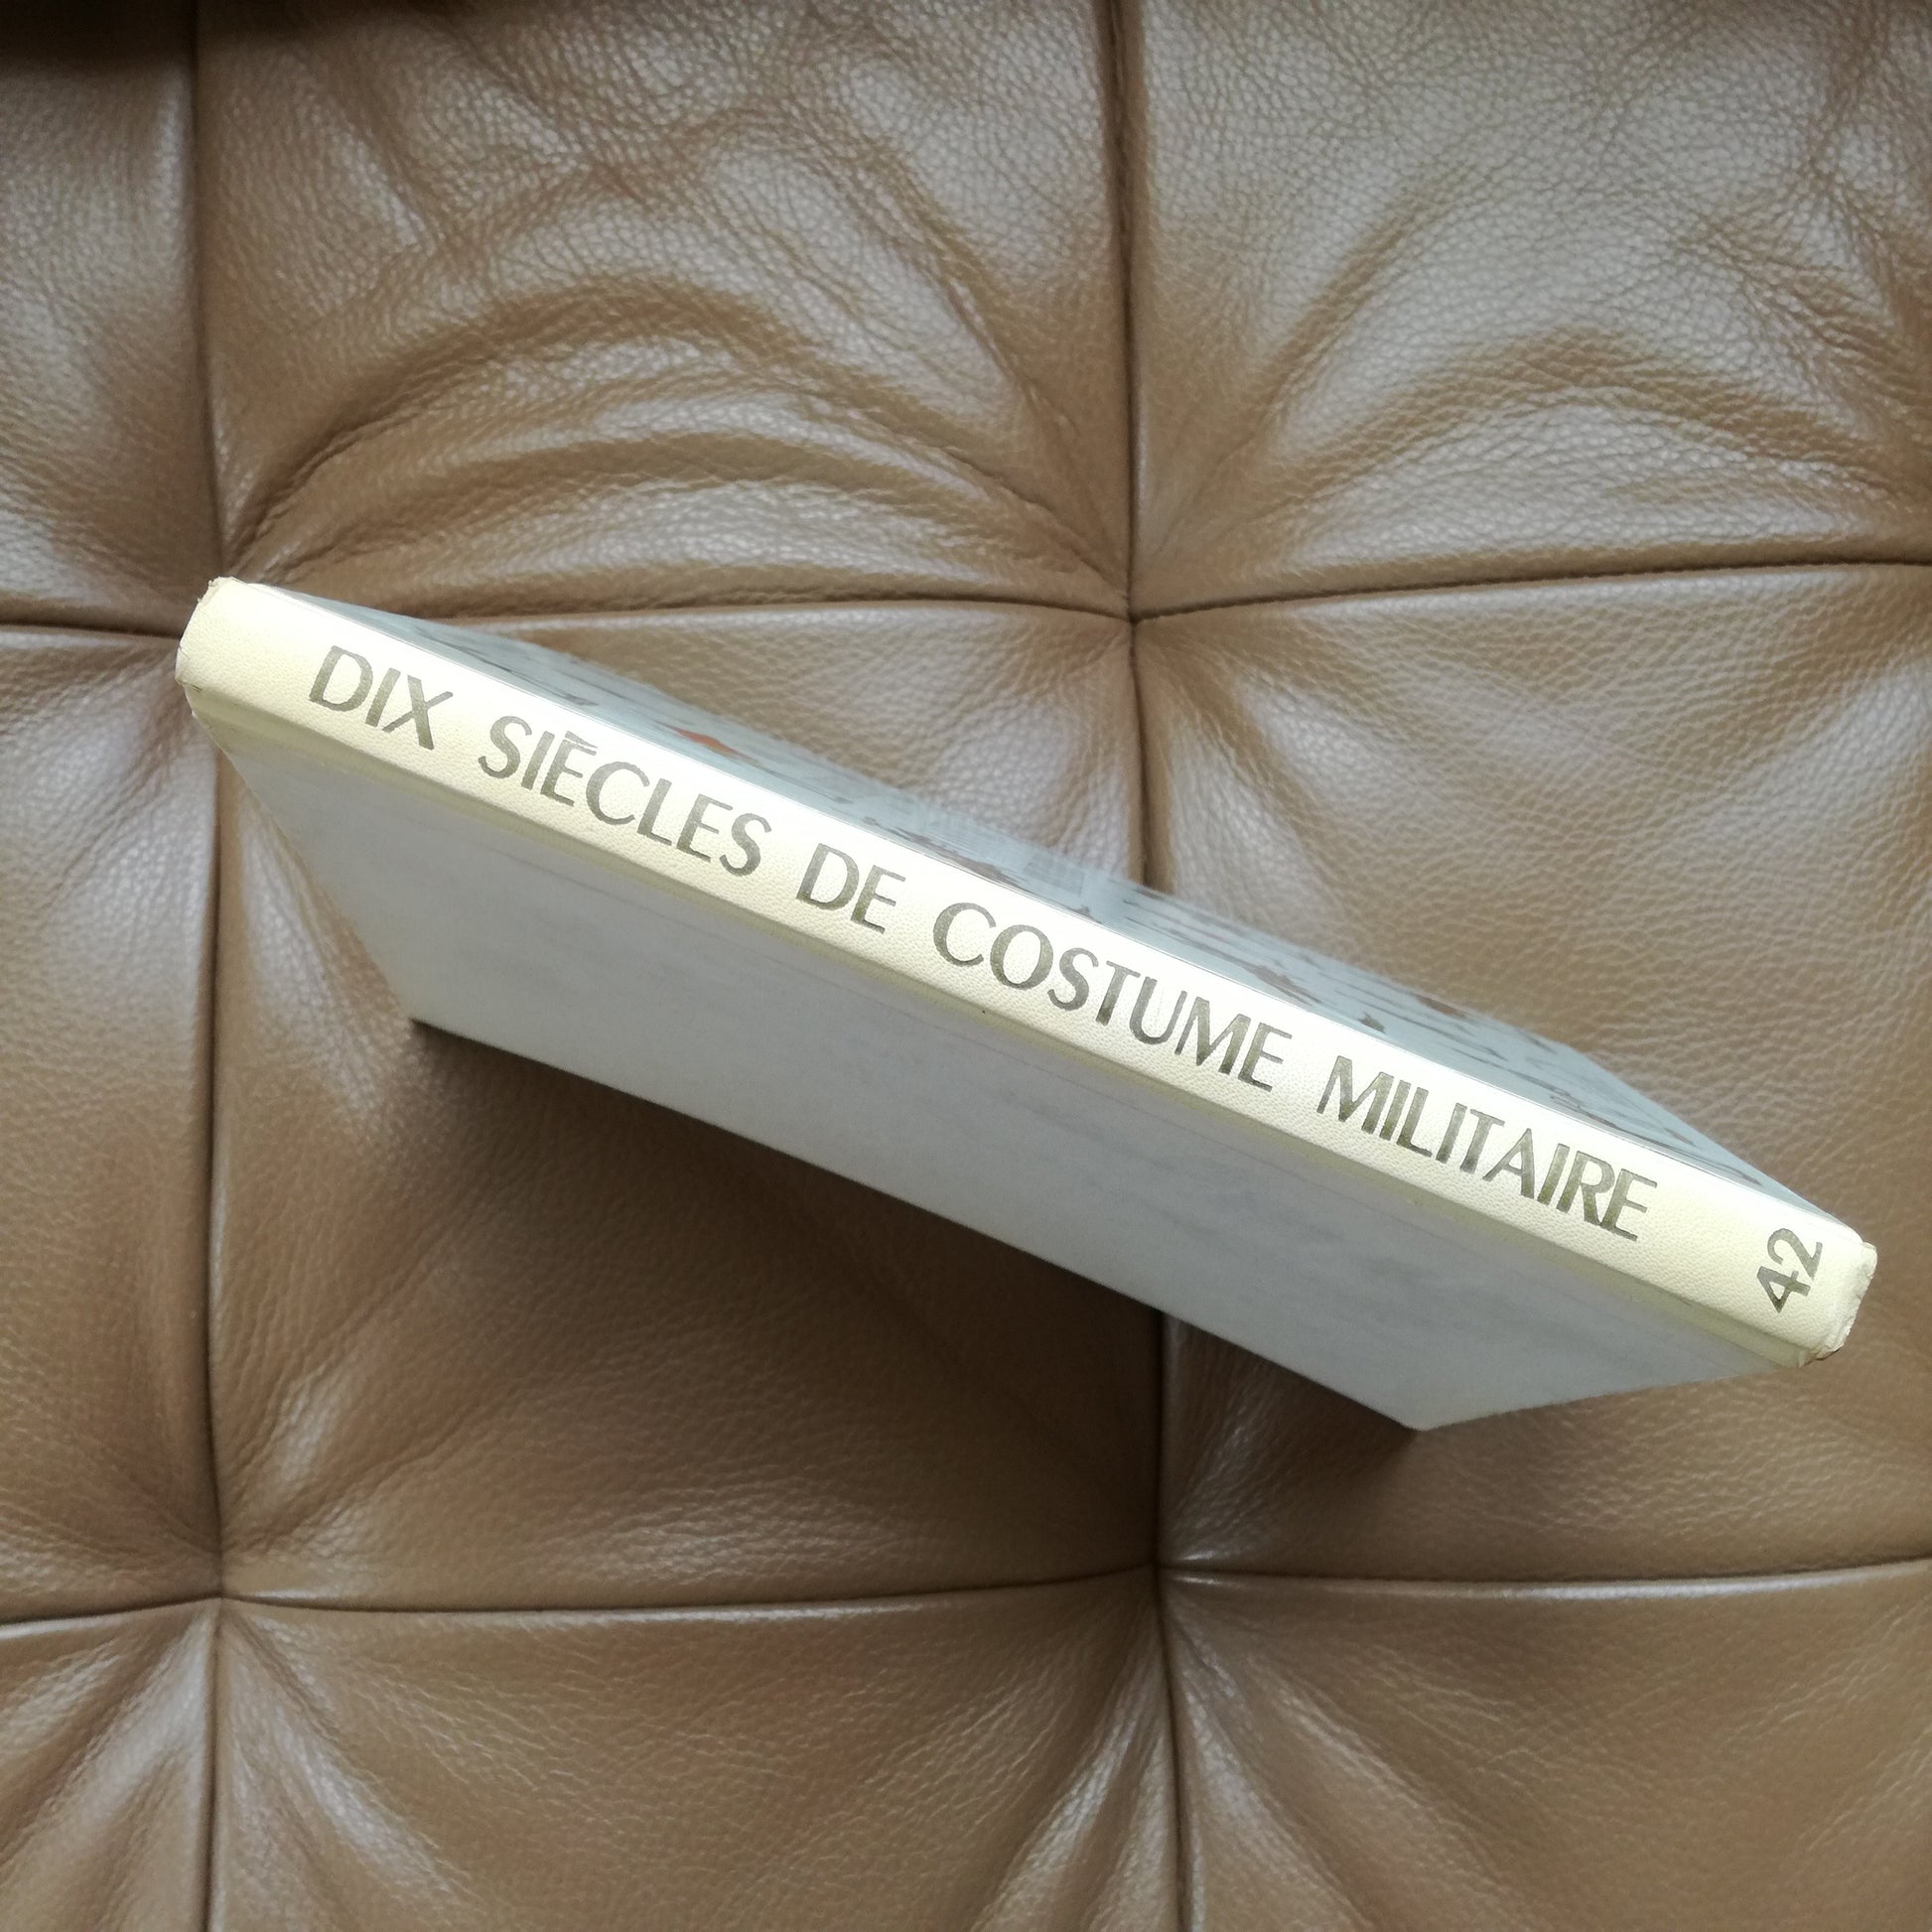 DIX SIÈCLES DE COSTUME MILITAIRE
42